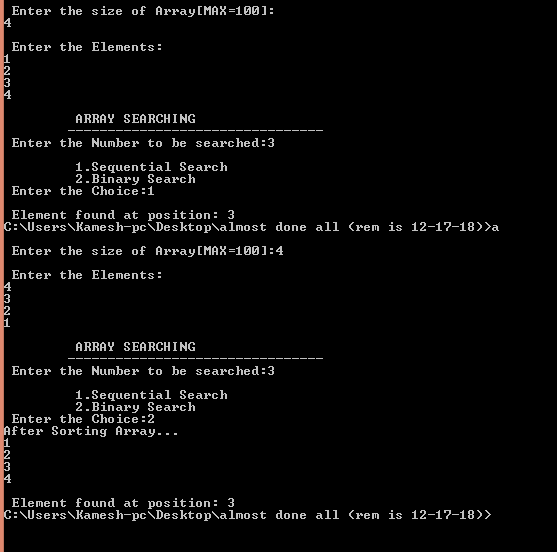 Enter the size of Array[MAX=100]:
4
Enter the Elements:
1
2
3
4
ARRAY SEARCHING
--------------------------------
Enter the Number to be searched:3
1.Sequential Search
2.Binary Search
Enter the Choice:1
Element found at position: 3
C:\Users\Kamesh-pc\Desktop\almost done all (rem is 12-17-18)>a
Enter the size of Array[MAX=100]:4
Enter the Elements:
4
3
2
1
ARRAY SEARCHING
--------------------------------
Enter the Number to be searched:3
1.Sequential Search
2.Binary Search
Enter the Choice:2
After Sorting Array...
1
2
3
4
Element found at position: 3
C:\Users\Kamesh-pc\Desktop\almost done all (rem is 12-17-18)>